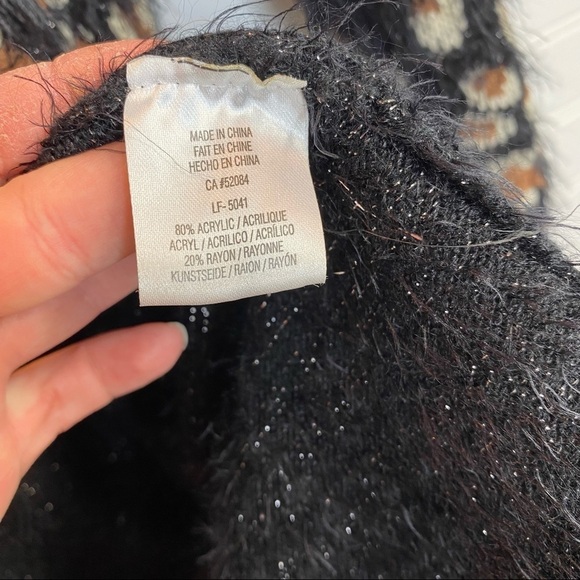 MADE IN CHINA
FAIT EN CHINE
HECHO EN CHINA
CA #52084
LF- 5041
80% ACRYLIC / ACRILIQUE
ACRYL / ACRILICO / ACRÍLICO
20% RAYON / RAYONNE
KUNSTSEIDE / RAION / RAYÓN